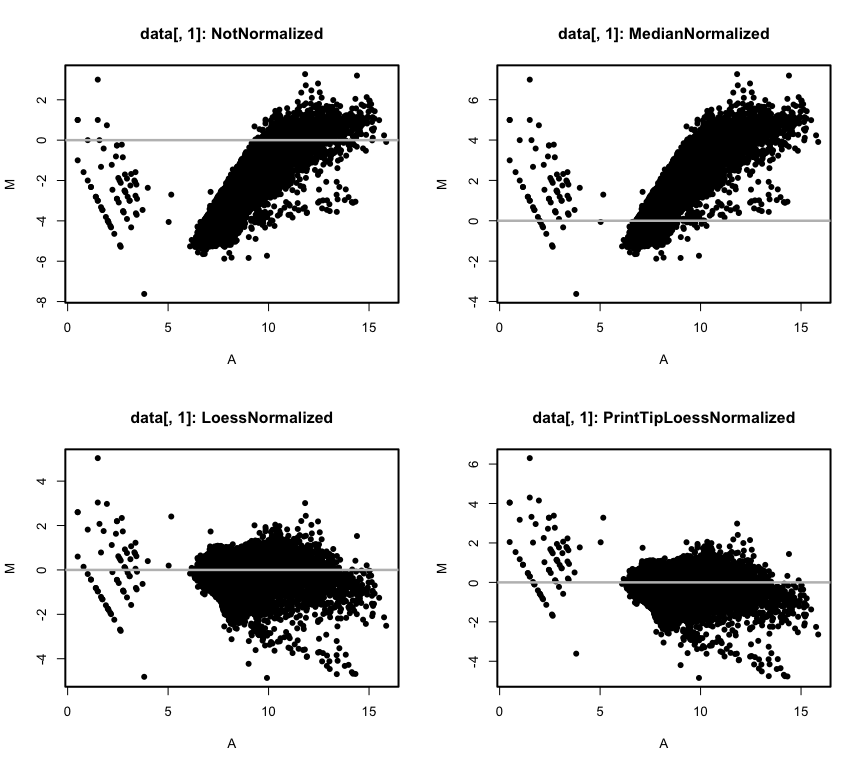 data[, 1]: NotNormalized
M
2
0
-2
-4
-6
-8
0 5 10 15
A
data[, 1]: MedianNormalized
M
6
4
2
0
-2
-4
0 5 10 15
A
data[, 1]: LoessNormalized
M
4
2
0
-2
-4
0 5 10 15
A
data[, 1]: PrintTipLoessNormalized
M
6
4
2
0
-2
-4
0 5 10 15
A